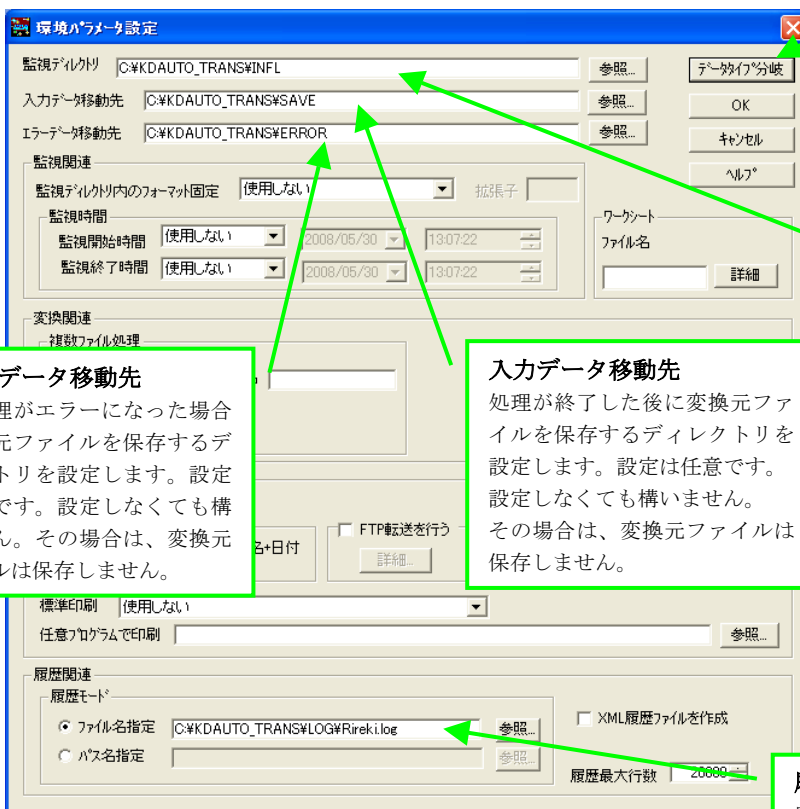 環境パラメータ設定
監視ディレクトリ C:¥KDAUTO_TRANS¥INFL 参照... データタイプ分岐
入力データ移動先 C:¥KDAUTO_TRANS¥SAVE 参照... OK
エラーデータ移動先 C:¥KDAUTO_TRANS¥ERROR 参照... キャンセル
ヘルプ
監視関連
監視ディレクトリ内のフォーマット固定 使用しない 拡張子
監視時間
監視開始時間 使用しない 2008/05/30 13:07:22
監視終了時間 使用しない 2008/05/30 13:07:22
ワークシート
ファイル名
詳細
変換関連
複数ファイル処理
データ移動先
理がエラーになった場合
元ファイルを保存するデ
トリを設定します。設定
です。設定しなくても構
ん。その場合は、変換元
ルは保存しません。
入力データ移動先
処理が終了した後に変換元ファ
イルを保存するディレクトリを
設定します。設定は任意です。
設定しなくても構いません。
その場合は、変換元ファイルは
保存しません。
名+日付
FTP転送を行う
詳細...
標準印刷 使用しない
任意プログラムで印刷 参照...
履歴関連
履歴モード
ファイル名指定 C:¥KDAUTO_TRANS¥LOG¥Rireki.log 参照...
パス名指定 参照...
XML履歴ファイルを作成
履歴最大行数 20000